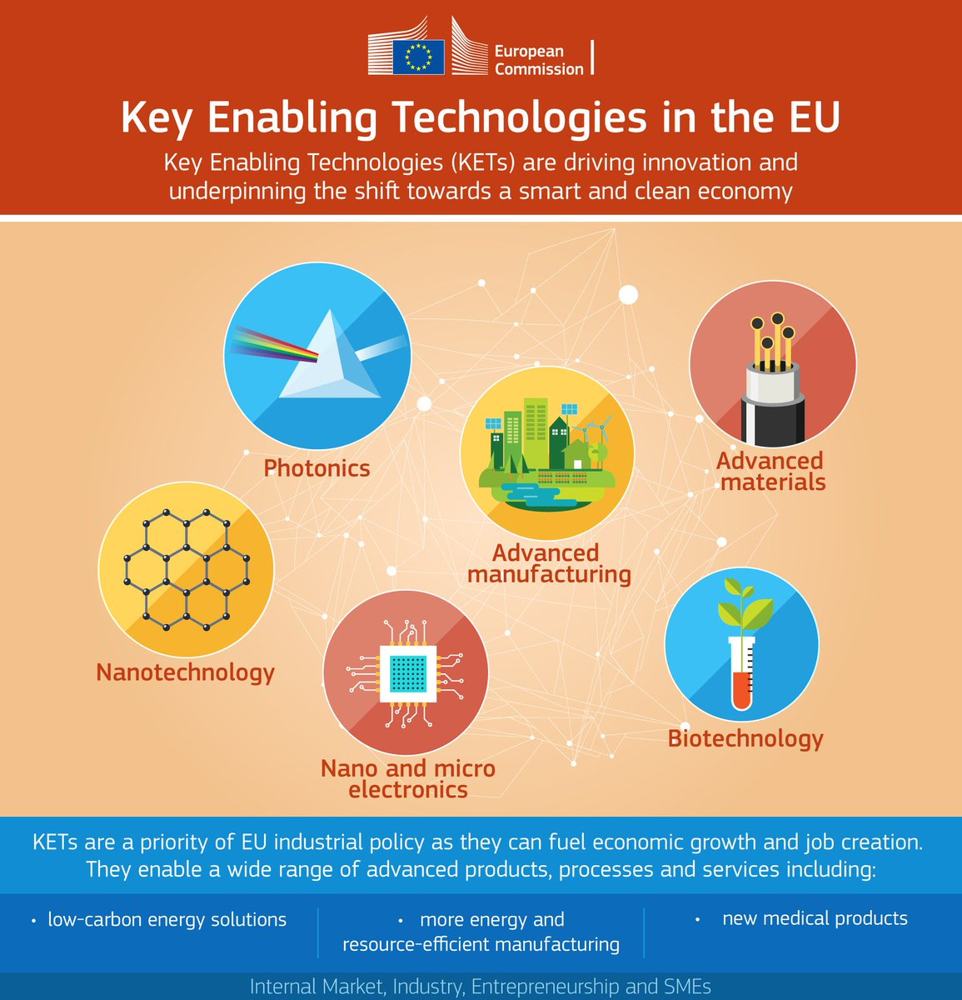 European
Commission
Key Enabling Technologies in the EU
Key Enabling Technologies (KETs) are driving innovation and
underpinning the shift towards a smart and clean economy
Photonics
Advanced
materials
Advanced
manufacturing
Nanotechnology
Biotechnology
Nano and micro
electronics
KETs are a priority of EU industrial policy as they can fuel economic growth and job creation.
They enable a wide range of advanced products, processes and services including:
• low-carbon energy solutions
• more energy and
resource-efficient manufacturing
• new medical products
Internal Market, Industry, Entrepreneurship and SMEs